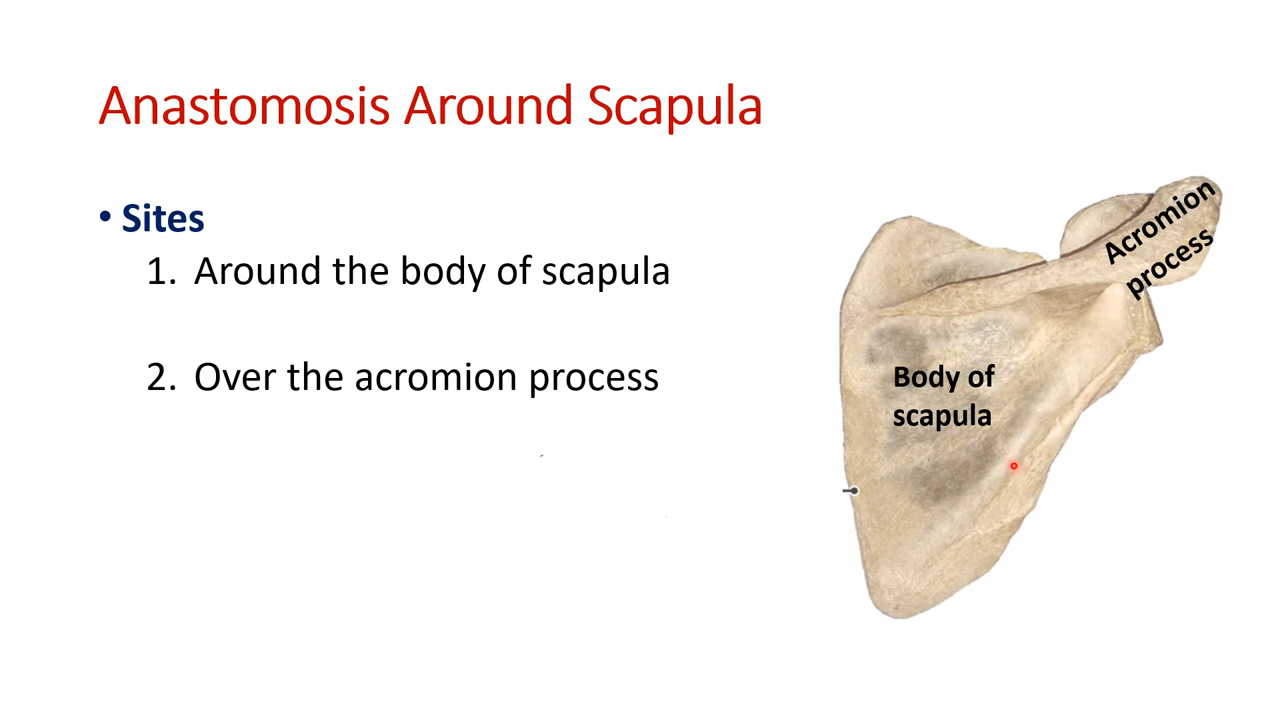 Anastomosis Around Scapula
• Sites
1. Around the body of scapula
2. Over the acromion process
Acromion
process
Body of
scapula